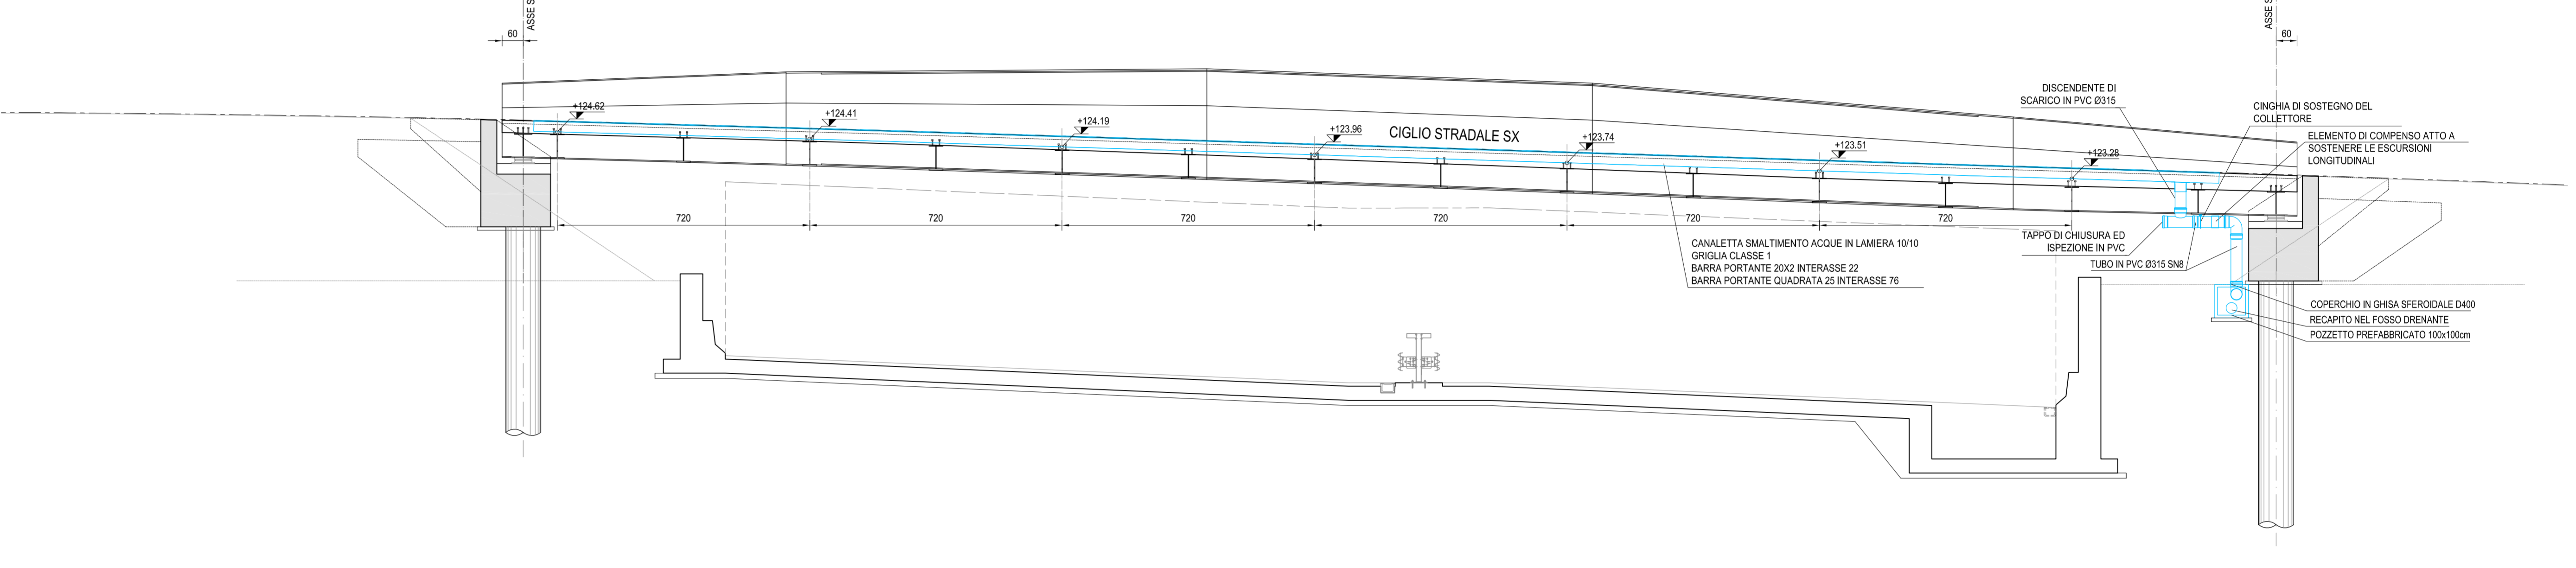 ASSE S
ASSE S
60
60
DISCENDENTE DI
SCARICO IN PVC Ø315
CINGHIA DI SOSTEGNO DEL
COLLETTORE
ELEMENTO DI COMPENSO ATTO A
SOSTENERE LE ESCURSIONI
LONGITUDINALI
+124.62
+124.41
+124.19
+123.96
CIGLIO STRADALE SX
+123.74
+123.51
+123.28
720
720
720
720
720
720
TAPPO DI CHIUSURA ED
ISPEZIONE IN PVC
TUBO IN PVC Ø315 SN8
CANALETTA SMALTIMENTO ACQUE IN LAMIERA 10/10
GRIGLIA CLASSE 1
BARRA PORTANTE 20X2 INTERASSE 22
BARRA PORTANTE QUADRATA 25 INTERASSE 76
COPERCHIO IN GHISA SFEROIDALE D400
RECAPITO NEL FOSSO DRENANTE
POZZETTO PREFABBRICATO 100x100cm